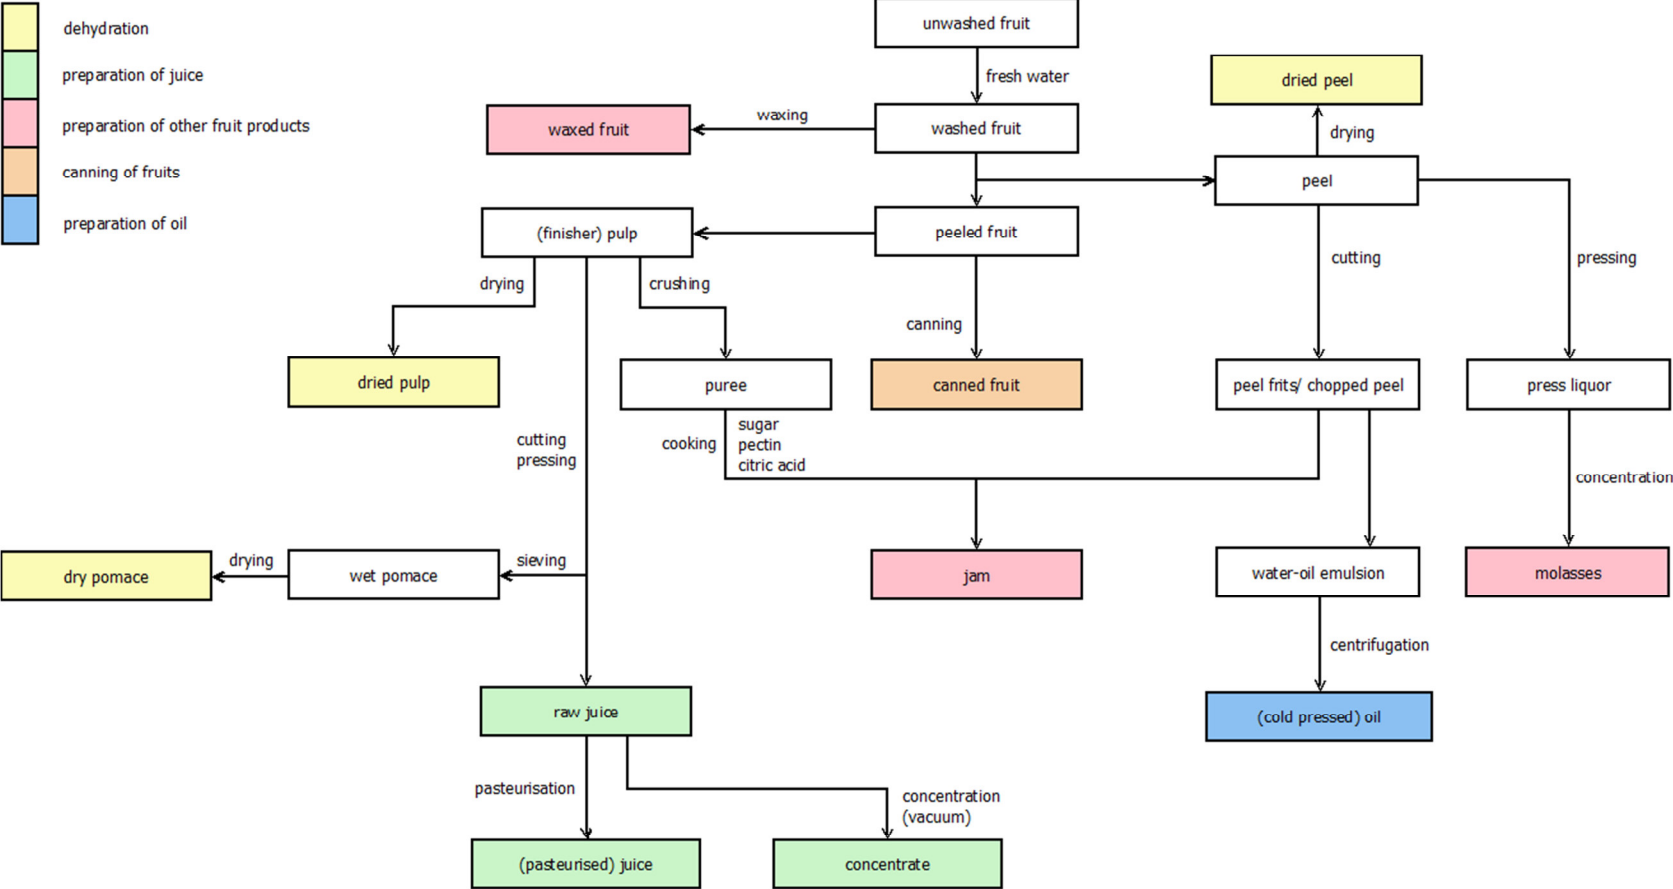 dehydration
preparation of juice
preparation of other fruit products
canning of fruits
preparation of oil
unwashed fruit
fresh water
dried peel
waxed fruit
waxing
washed fruit
drying
peel
(finisher) pulp
peeled fruit
drying
crushing
canning
cutting
pressing
dried pulp
puree
canned fruit
peel frits/ chopped peel
press liquor
cutting
pressing
cooking
sugar
pectin
citric acid
concentration
dry pomace
drying
wet pomace
sieving
jam
water-oil emulsion
molasses
centrifugation
raw juice
(cold pressed) oil
pasteurisation
concentration
(vacuum)
(pasteurised) juice
concentrate